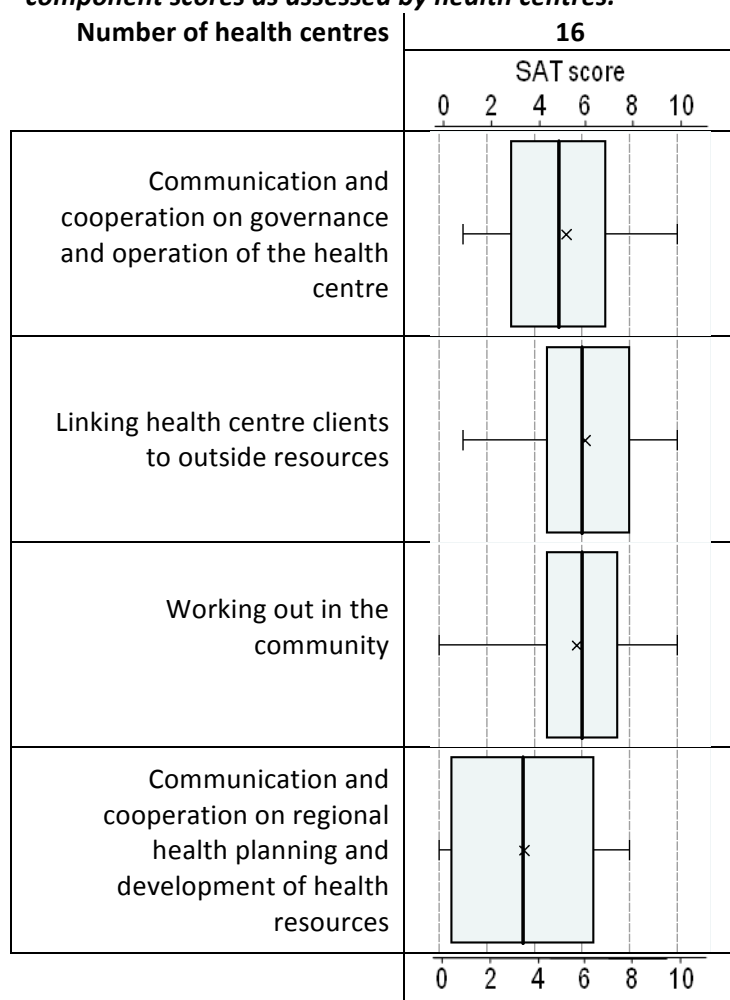 component scores as assessed by health centres.
Number of health centres 16
SAT score
0 2 4 6 8 10
Communication and
cooperation on governance
and operation of the health
centre
Linking health centre clients
to outside resources
Working out in the
community
Communication and
cooperation on regional
health planning and
development of health
resources
0 2 4 6 8 10